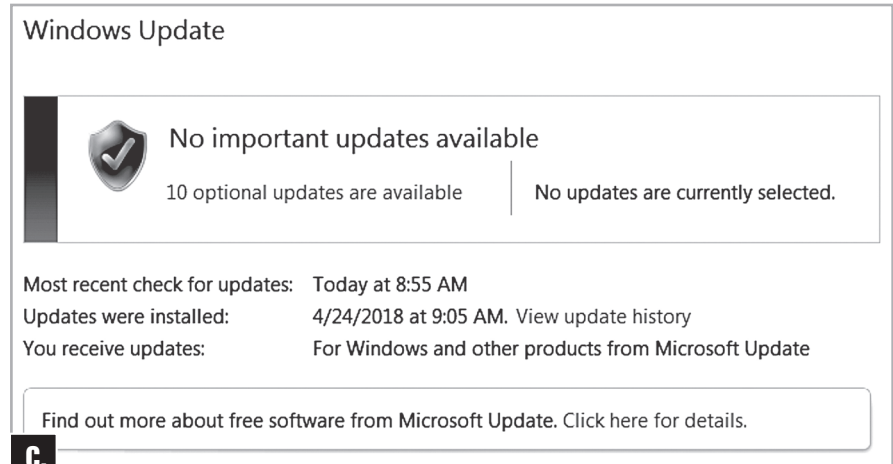 Windows Update
No important updates available
10 optional updates are available
No updates are currently selected.
Most recent check for updates: Today at 8:55 AM
Updates were installed: 4/24/2018 at 9:05 AM. View update history
You receive updates: For Windows and other products from Microsoft Update
Find out more about free software from Microsoft Update. Click here for details.
C.